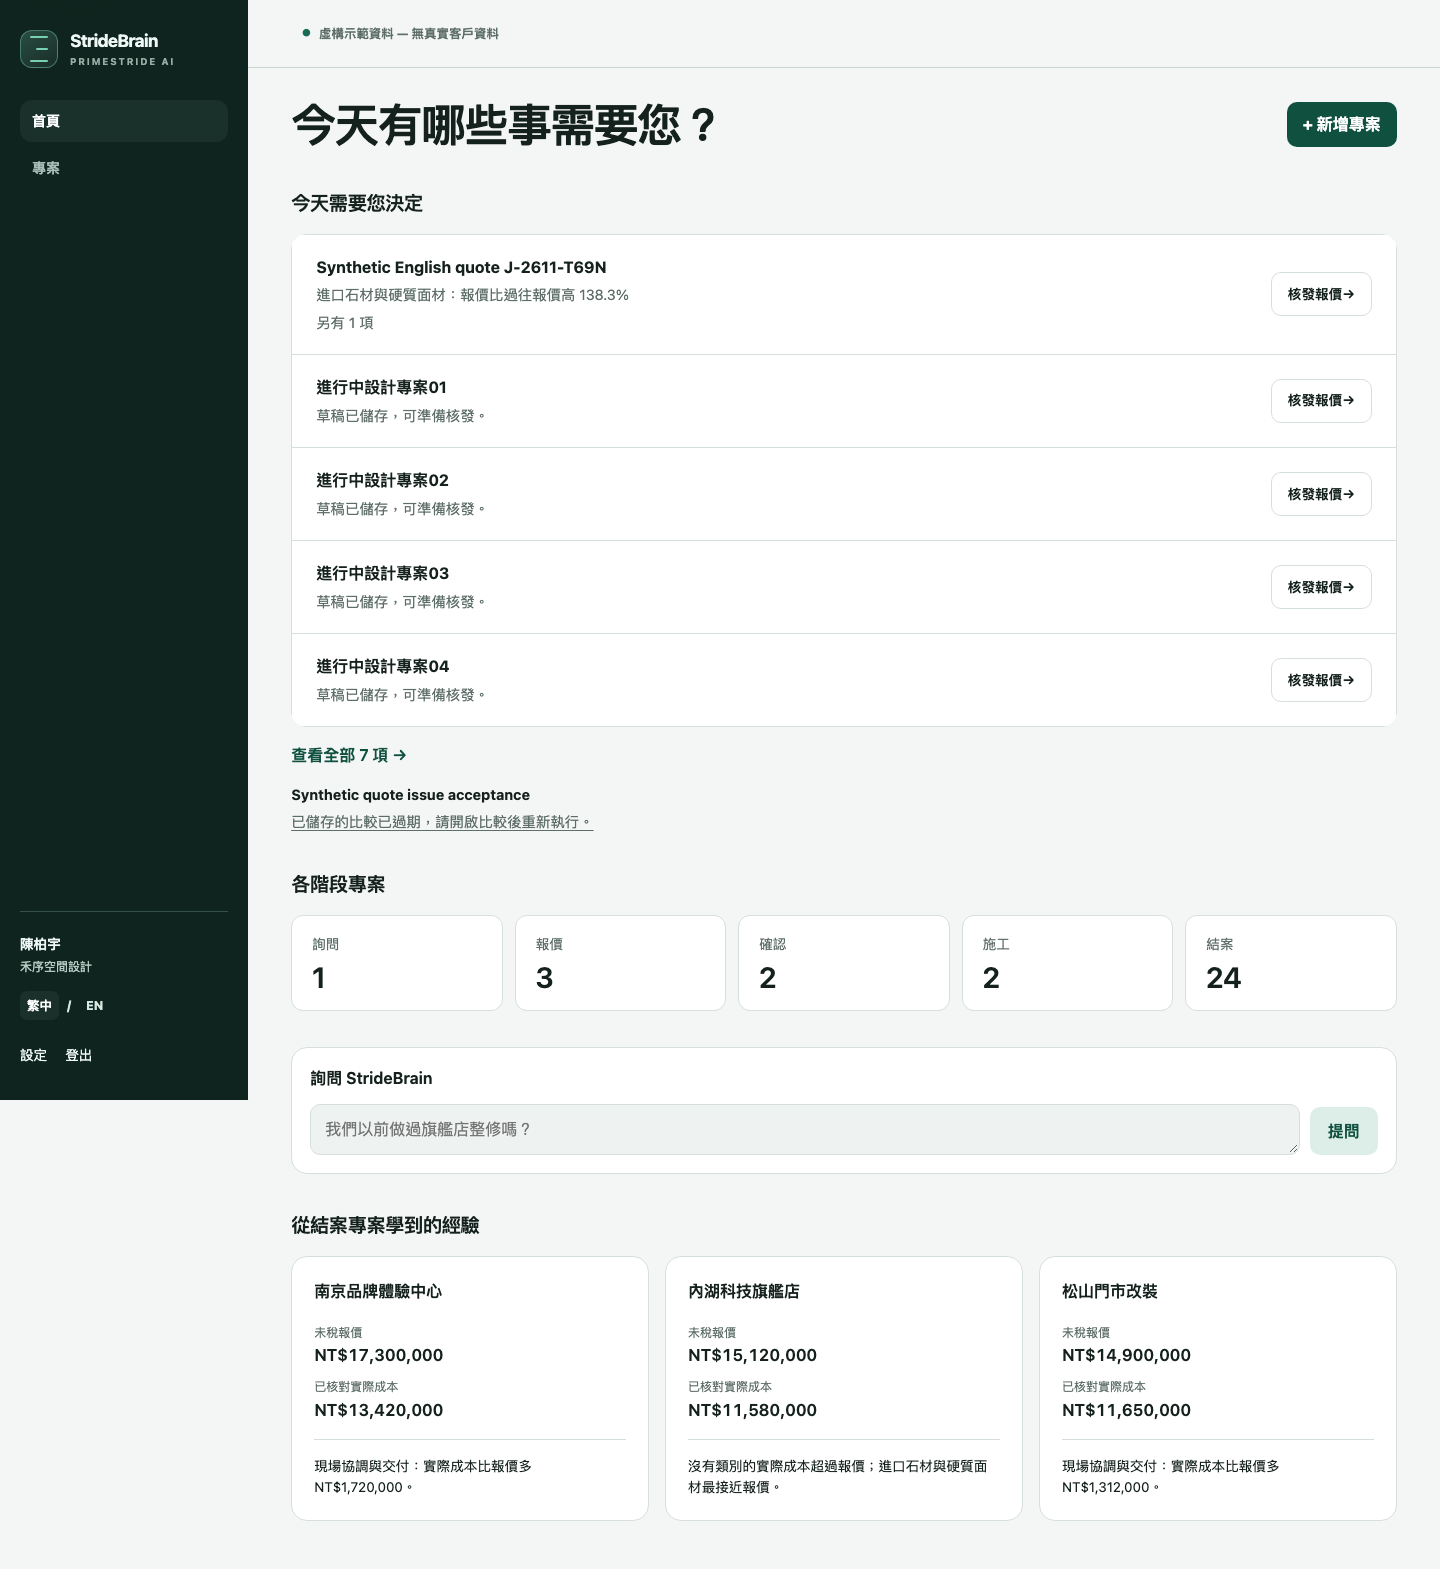 StrideBrain
PRIMESTRIDE AI
首頁
專案
陳柏宇
禾序空間設計
繁中 / EN
設定 登出
虛構示範資料 — 無真實客戶資料
今天有哪些事需要您？
+ 新增專案
今天需要您決定
Synthetic English quote J-2611-T69N
進口石材與硬質面材：報價比過往報價高 138.3%
另有 1 項
核發報價→
進行中設計專案01
草稿已儲存，可準備核發。
核發報價→
進行中設計專案02
草稿已儲存，可準備核發。
核發報價→
進行中設計專案03
草稿已儲存，可準備核發。
核發報價→
進行中設計專案04
草稿已儲存，可準備核發。
核發報價→
查看全部 7 項 →
Synthetic quote issue acceptance
已儲存的比較已過期，請開啟比較後重新執行。
各階段專案
詢問
1
報價
3
確認
2
施工
2
結案
24
詢問 StrideBrain
我們以前做過旗艦店整修嗎？
提問
從結案專案學到的經驗
南京品牌體驗中心
未稅報價
NT$17,300,000
已核對實際成本
NT$13,420,000
現場協調與交付：實際成本比報價多
NT$1,720,000。
內湖科技旗艦店
未稅報價
NT$15,120,000
已核對實際成本
NT$11,580,000
沒有類別的實際成本超過報價；進口石材與硬質面
材最接近報價。
松山門市改裝
未稅報價
NT$14,900,000
已核對實際成本
NT$11,650,000
現場協調與交付：實際成本比報價多
NT$1,312,000。